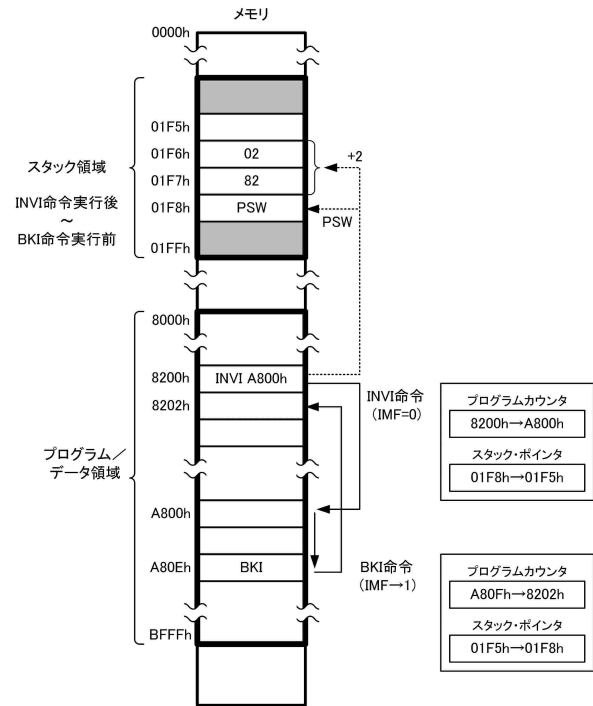 メモリ
0000h
01F5h
01F6h
02
+2
スタック領域
01F7h
82
INVI命令実行後
01F8h
PSW
～
PSW
BKI命令実行前
01FFh
8000h
8200h
INVI A800h
INVI命令
(IMF=0)
8202h
プログラムカウンタ
8200h→A800h
スタック・ポインタ
01F8h→01F5h
プログラム／
データ領域
A800h
A80Eh
BKI
BKI命令
(IMF→1)
プログラムカウンタ
A80Fh→8202h
スタック・ポインタ
01F5h→01F8h
BFFFh